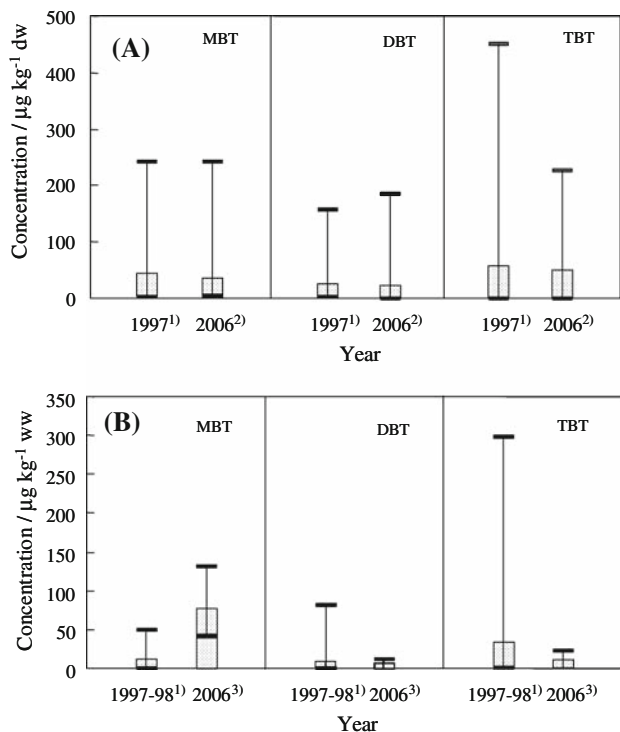 (A)
MBT
DBT
TBT
Concentration / µg kg⁻¹ dw
500
400
300
200
100
0
1997¹⁾ 2006²⁾ 1997¹⁾ 2006²⁾ 1997¹⁾ 2006²⁾
Year
(B)
MBT
DBT
TBT
Concentration / µg kg⁻¹ ww
350
300
250
200
150
100
50
0
1997-98¹⁾ 2006³⁾ 1997-98¹⁾ 2006³⁾ 1997-98¹⁾ 2006³⁾
Year